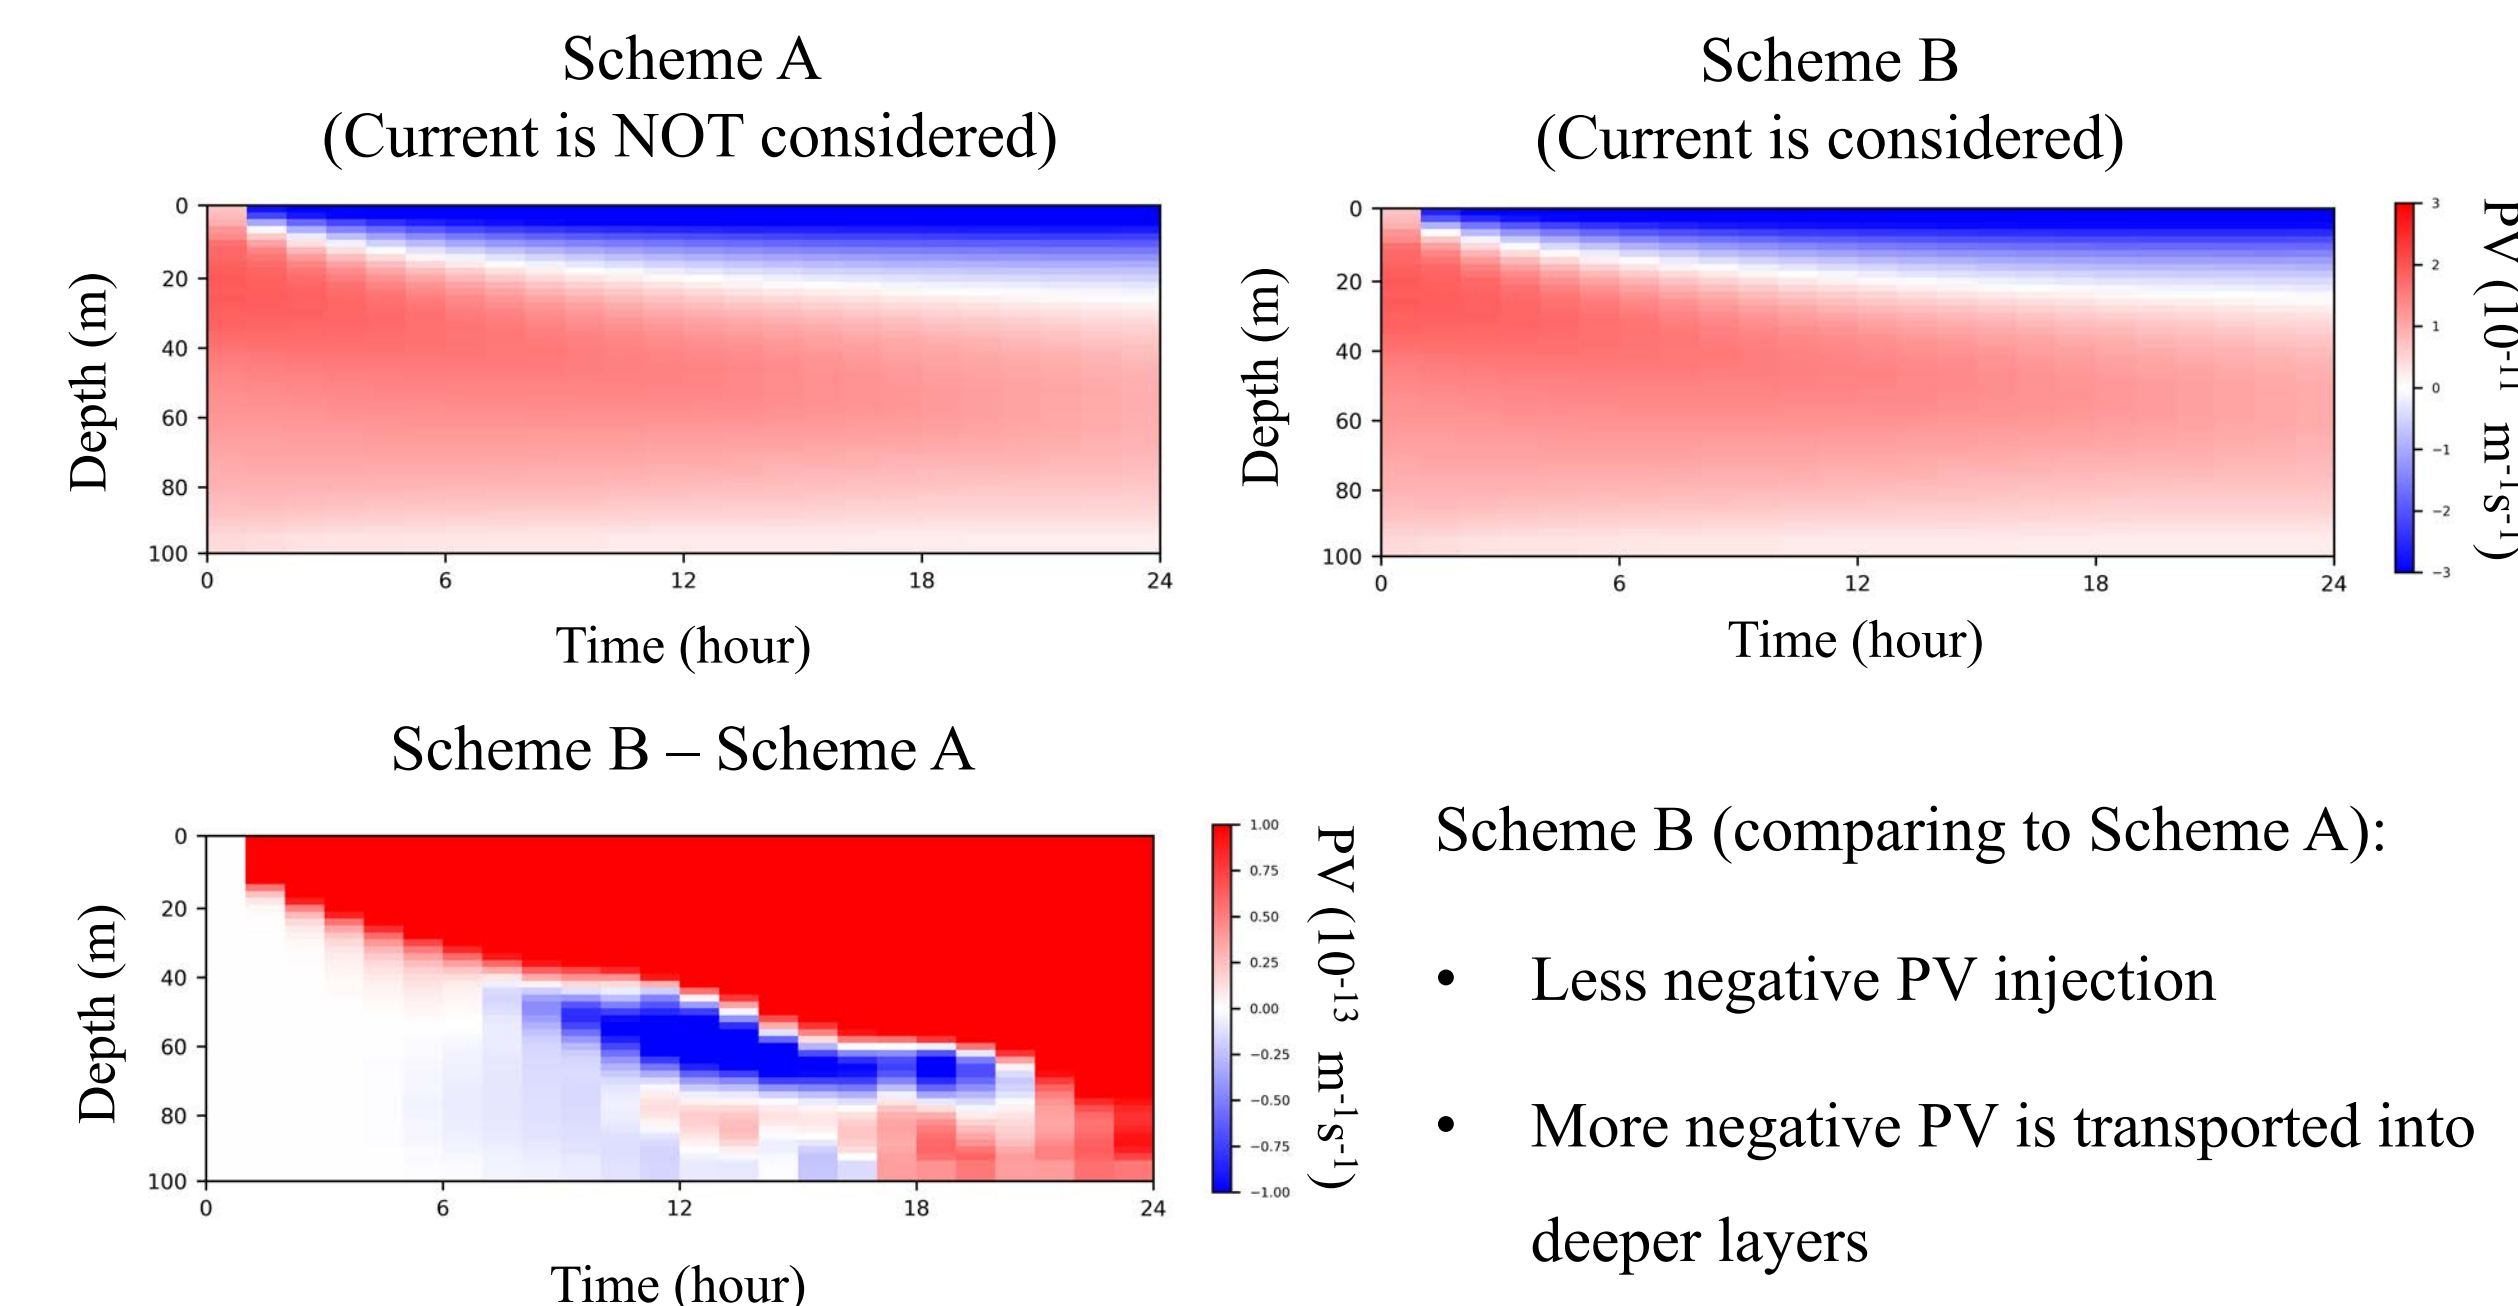 Scheme A
(Current is NOT considered)
0
20
40
60
80
100
Depth (m)
0 6 12 18 24
Time (hour)
Scheme B
(Current is considered)
0
20
40
60
80
100
Depth (m)
0 6 12 18 24
Time (hour)
3
2
1
0
−1
−2
−3
PV (10⁻¹¹ m⁻¹s⁻¹)
Scheme B – Scheme A
0
20
40
60
80
100
Depth (m)
0 6 12 18 24
Time (hour)
1.00
0.75
0.50
0.25
0.00
−0.25
−0.50
−0.75
−1.00
PV (10⁻¹³ m⁻¹s⁻¹)
Scheme B (comparing to Scheme A):
• Less negative PV injection
• More negative PV is transported into
deeper layers